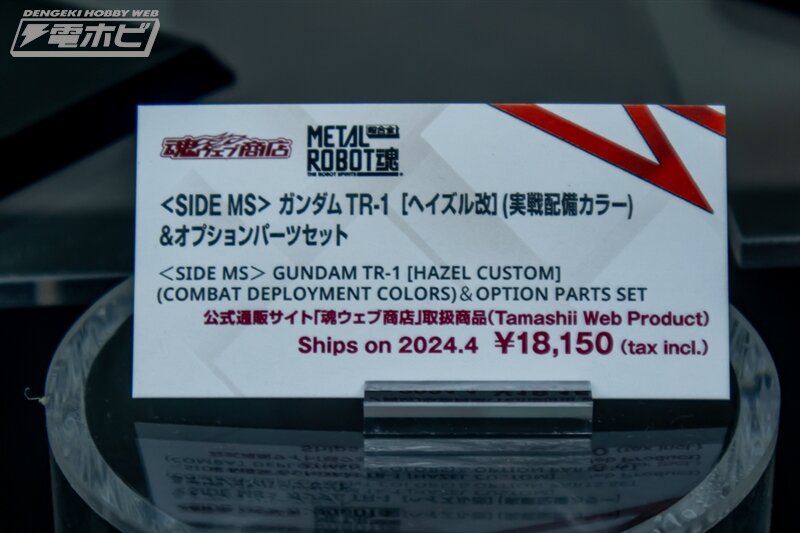 DENGEKI HOBBY WEB
電ホビ
魂ウェブ商店
METAL ROBOT魂
超合金
THE ROBOT SPIRITS
<SIDE MS> ガンダム TR-1 [ヘイズル改] (実戦配備カラー)
&オプションパーツセット
<SIDE MS> GUNDAM TR-1 [HAZEL CUSTOM]
(COMBAT DEPLOYMENT COLORS)&OPTION PARTS SET
公式通販サイト「魂ウェブ商店」取扱商品(Tamashii Web Product)
Ships on 2024.4 ¥18,150 (tax incl.)